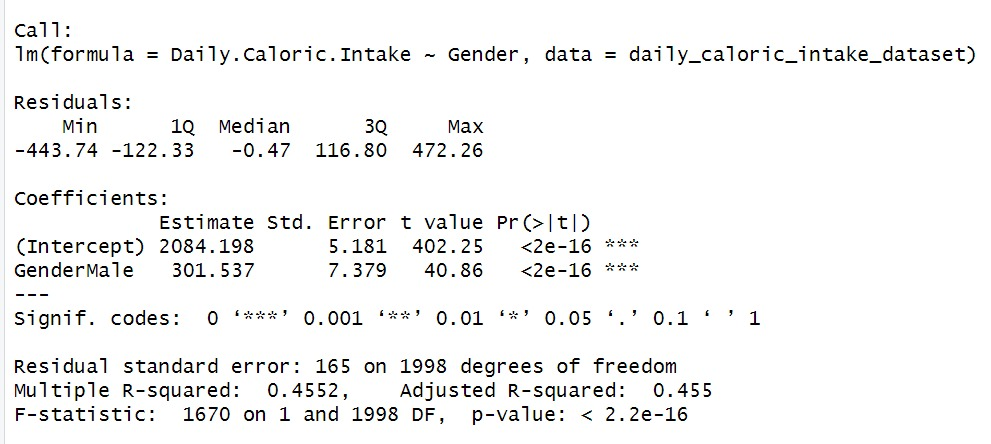 Call:
lm(formula = Daily.Caloric.Intake ~ Gender, data = daily_caloric_intake_dataset)
Residuals:
    Min      1Q  Median      3Q     Max
-443.74 -122.33   -0.47  116.80  472.26
Coefficients:
            Estimate Std. Error t value Pr(>|t|)
(Intercept) 2084.198      5.181  402.25   <2e-16 ***
GenderMale   301.537      7.379   40.86   <2e-16 ***
---
Signif. codes:  0 ‘***’ 0.001 ‘**’ 0.01 ‘*’ 0.05 ‘.’ 0.1 ‘ ’ 1
Residual standard error: 165 on 1998 degrees of freedom
Multiple R-squared:  0.4552,    Adjusted R-squared:  0.455
F-statistic:  1670 on 1 and 1998 DF,  p-value: < 2.2e-16